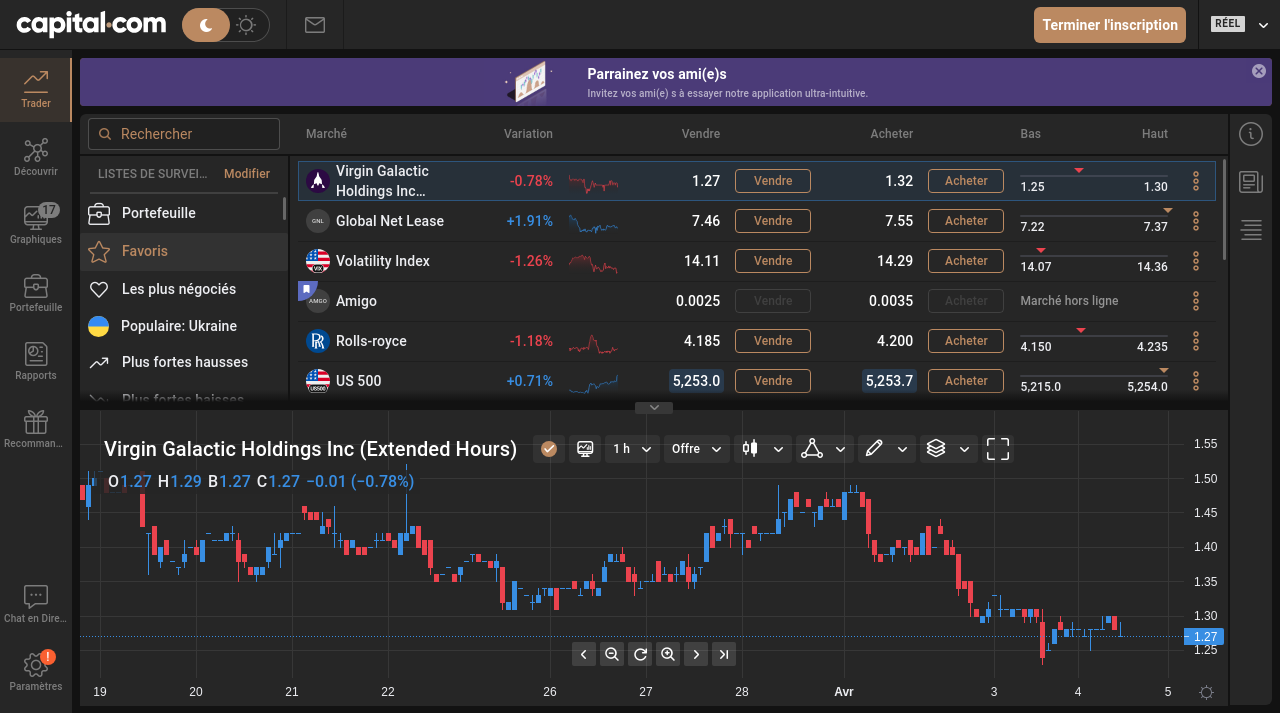 capital.com
Terminer l'inscription
RÉEL
Parrainez vos ami(e)s
Invitez vos ami(e) s à essayer notre application ultra-intuitive.
Trader
Découvrir
17
Graphiques
Portefeuille
Rapports
Recomman...
Chat en Dire...
!
Paramètres
Rechercher
LISTES DE SURVEI... Modifier
Portefeuille
Favoris
Les plus négociés
Populaire: Ukraine
Plus fortes hausses
Plus fortes baisses
Marché Variation Vendre Acheter Bas Haut
Virgin Galactic
Holdings Inc... -0.78% 1.27 Vendre 1.32 Acheter 1.25 1.30
GNL Global Net Lease +1.91% 7.46 Vendre 7.55 Acheter 7.22 7.37
VIX Volatility Index -1.26% 14.11 Vendre 14.29 Acheter 14.07 14.36
AMGO Amigo 0.0025 Vendre 0.0035 Acheter Marché hors ligne
Rolls-royce -1.18% 4.185 Vendre 4.200 Acheter 4.150 4.235
US500 US 500 +0.71% 5,253.0 Vendre 5,253.7 Acheter 5,215.0 5,254.0
Virgin Galactic Holdings Inc (Extended Hours) 1 h Offre
O1.27 H1.29 B1.27 C1.27 −0.01 (−0.78%)
1.55
1.50
1.45
1.40
1.35
1.30
1.27
1.25
19 20 21 22 26 27 28 Avr 3 4 5